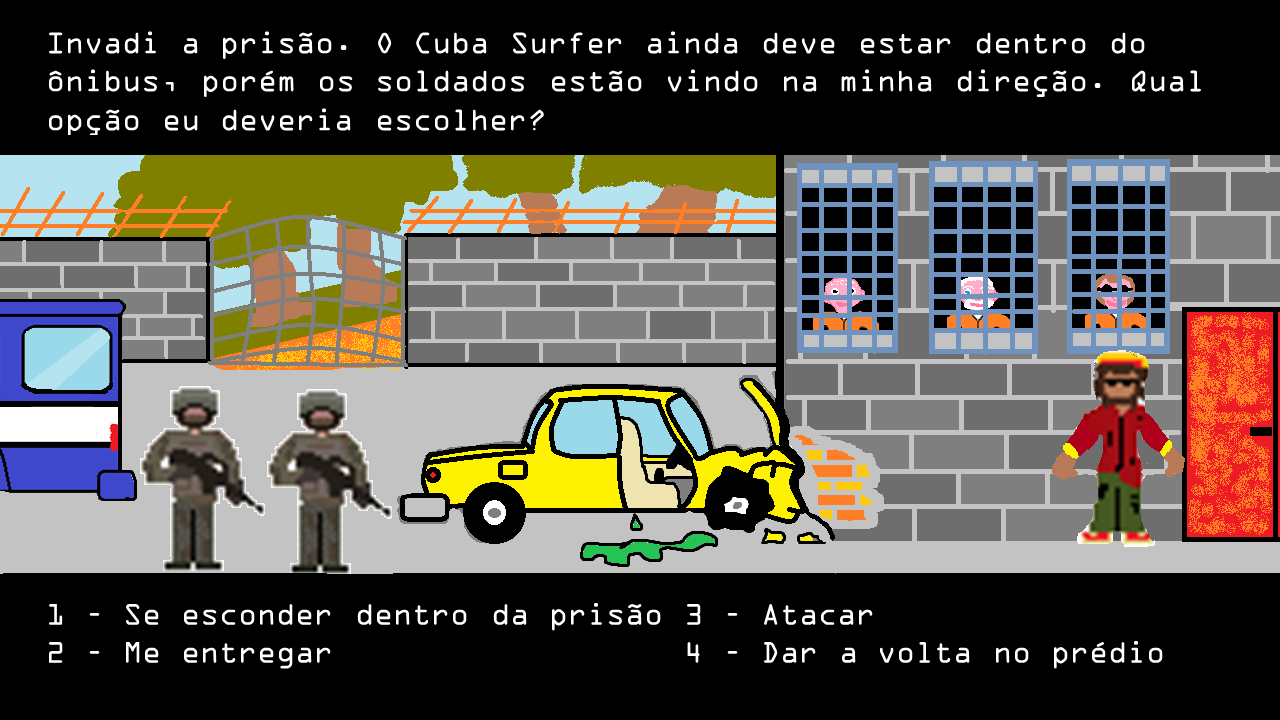 Invadi a prisão. O Cuba Surfer ainda deve estar dentro do
ônibus, porém os soldados estão vindo na minha direção. Qual
opção eu deveria escolher?
1 - Se esconder dentro da prisão 3 - Atacar
2 - Me entregar 4 - Dar a volta no prédio